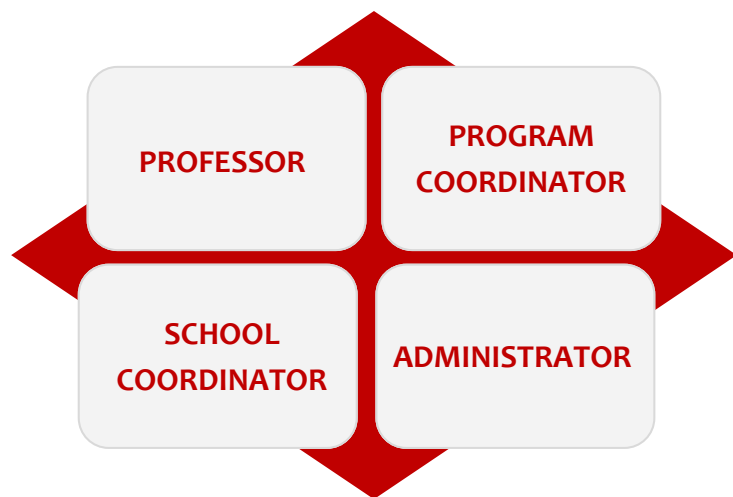 PROFESSOR
PROGRAM
COORDINATOR
SCHOOL
COORDINATOR
ADMINISTRATOR